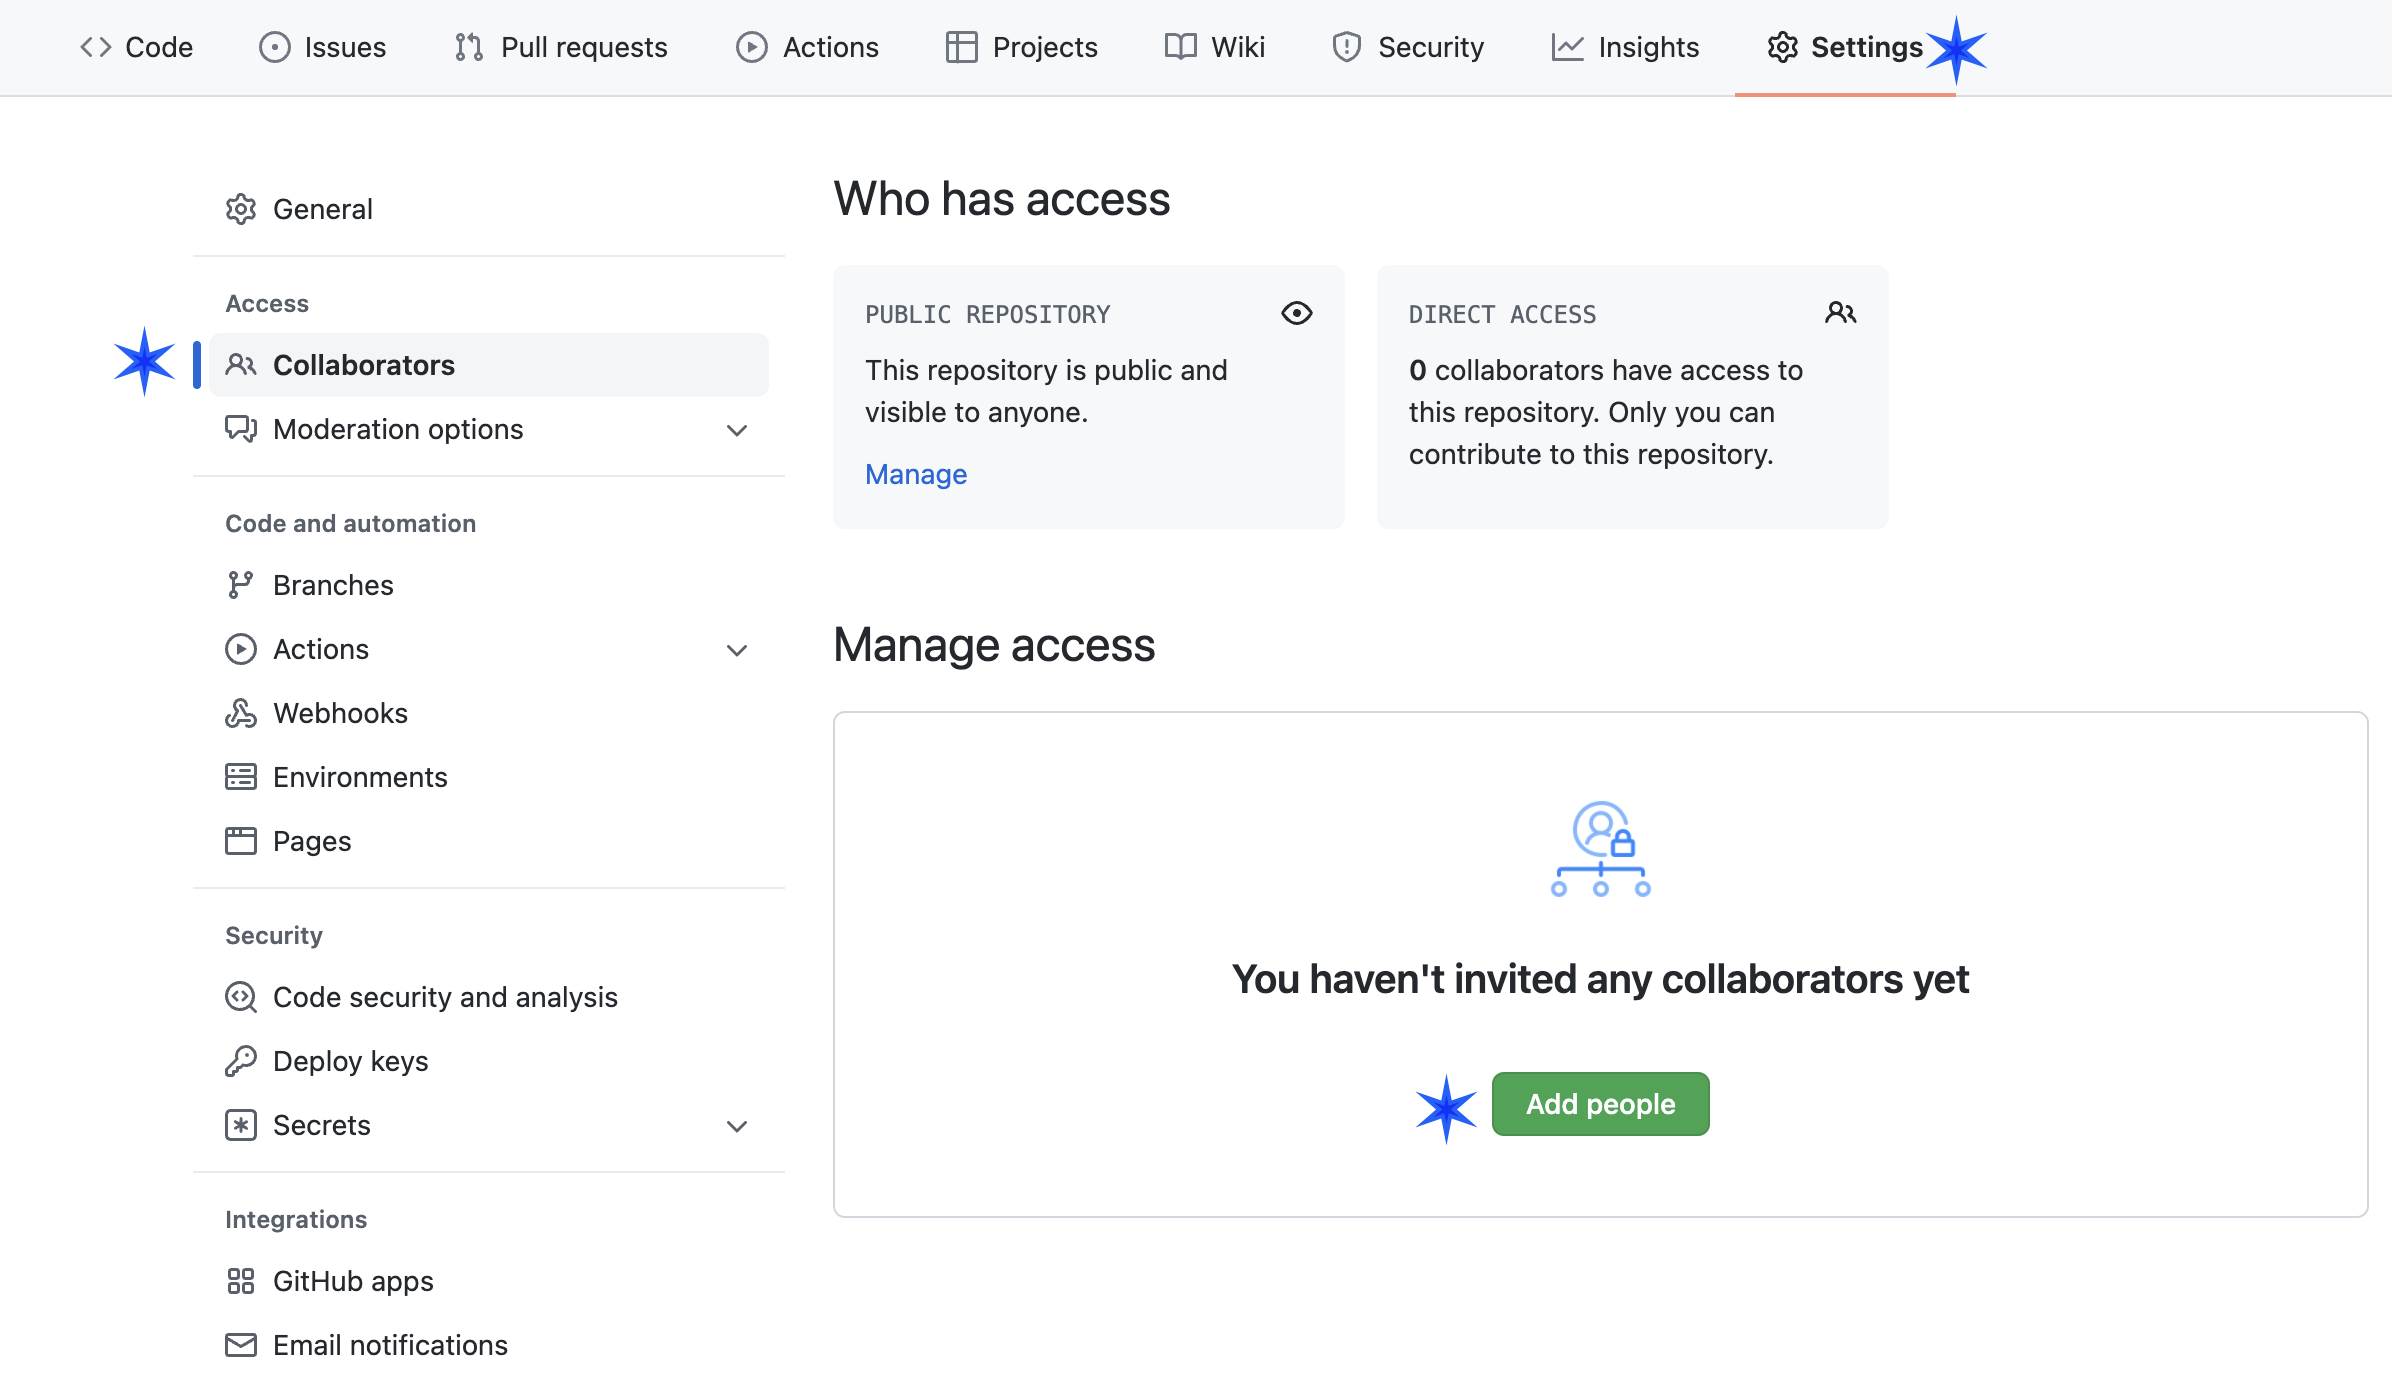 Code Issues Pull requests Actions Projects Wiki Security Insights Settings
General
Access
Collaborators
Moderation options
Code and automation
Branches
Actions
Webhooks
Environments
Pages
Security
Code security and analysis
Deploy keys
Secrets
Integrations
GitHub apps
Email notifications
Who has access
PUBLIC REPOSITORY
This repository is public and
visible to anyone.
Manage
DIRECT ACCESS
0 collaborators have access to
this repository. Only you can
contribute to this repository.
Manage access
You haven't invited any collaborators yet
Add people